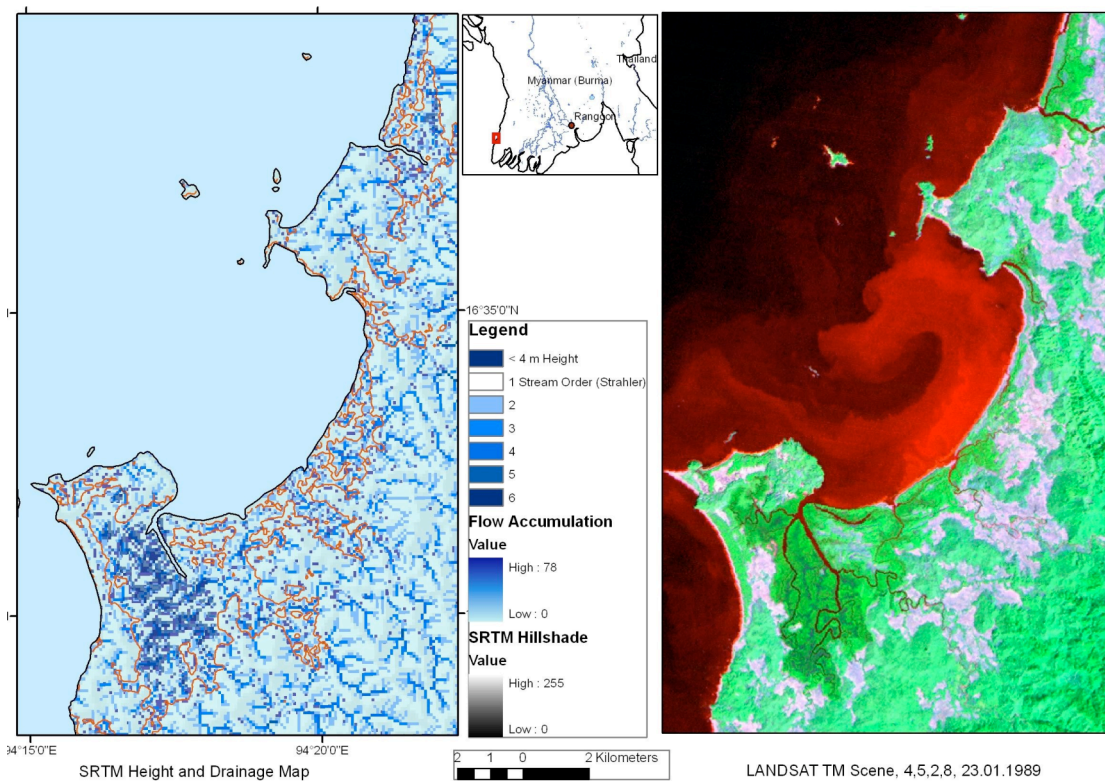 Thailand
Myanmar (Burma)
Rangoon
16°35'0"N
Legend
< 4 m Height
1 Stream Order (Strahler)
2
3
4
5
6
Flow Accumulation
Value
High : 78
Low : 0
SRTM Hillshade
Value
High : 255
Low : 0
94°15'0"E
94°20'0"E
2 1 0 2 Kilometers
SRTM Height and Drainage Map
LANDSAT TM Scene, 4,5,2,8, 23.01.1989